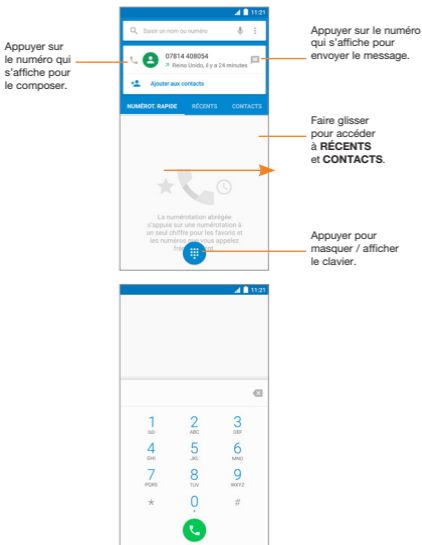 11:21
Saisir un nom ou numéro
Appuyer sur
le numéro qui
s'affiche pour
le composer.
07814 408054
Reino Unido, il y a 24 minutes
Ajouter aux contacts
Appuyer sur le numéro
qui s'affiche pour
envoyer le message.
NUMÉROT. RAPIDE RÉCENTS CONTACTS
Faire glisser
pour accéder
à RÉCENTS
et CONTACTS.
La numérotation abrégée
s'appuie sur une numérotation à
un seul chiffre pour les favoris et
les numéros que vous appelez
Appuyer pour
masquer / afficher
le clavier.
11:21
1 2 3
ABC DEF
4 5 6
GHI JKL MNO
7 8 9
PQRS TUV WXYZ
* 0 #
+